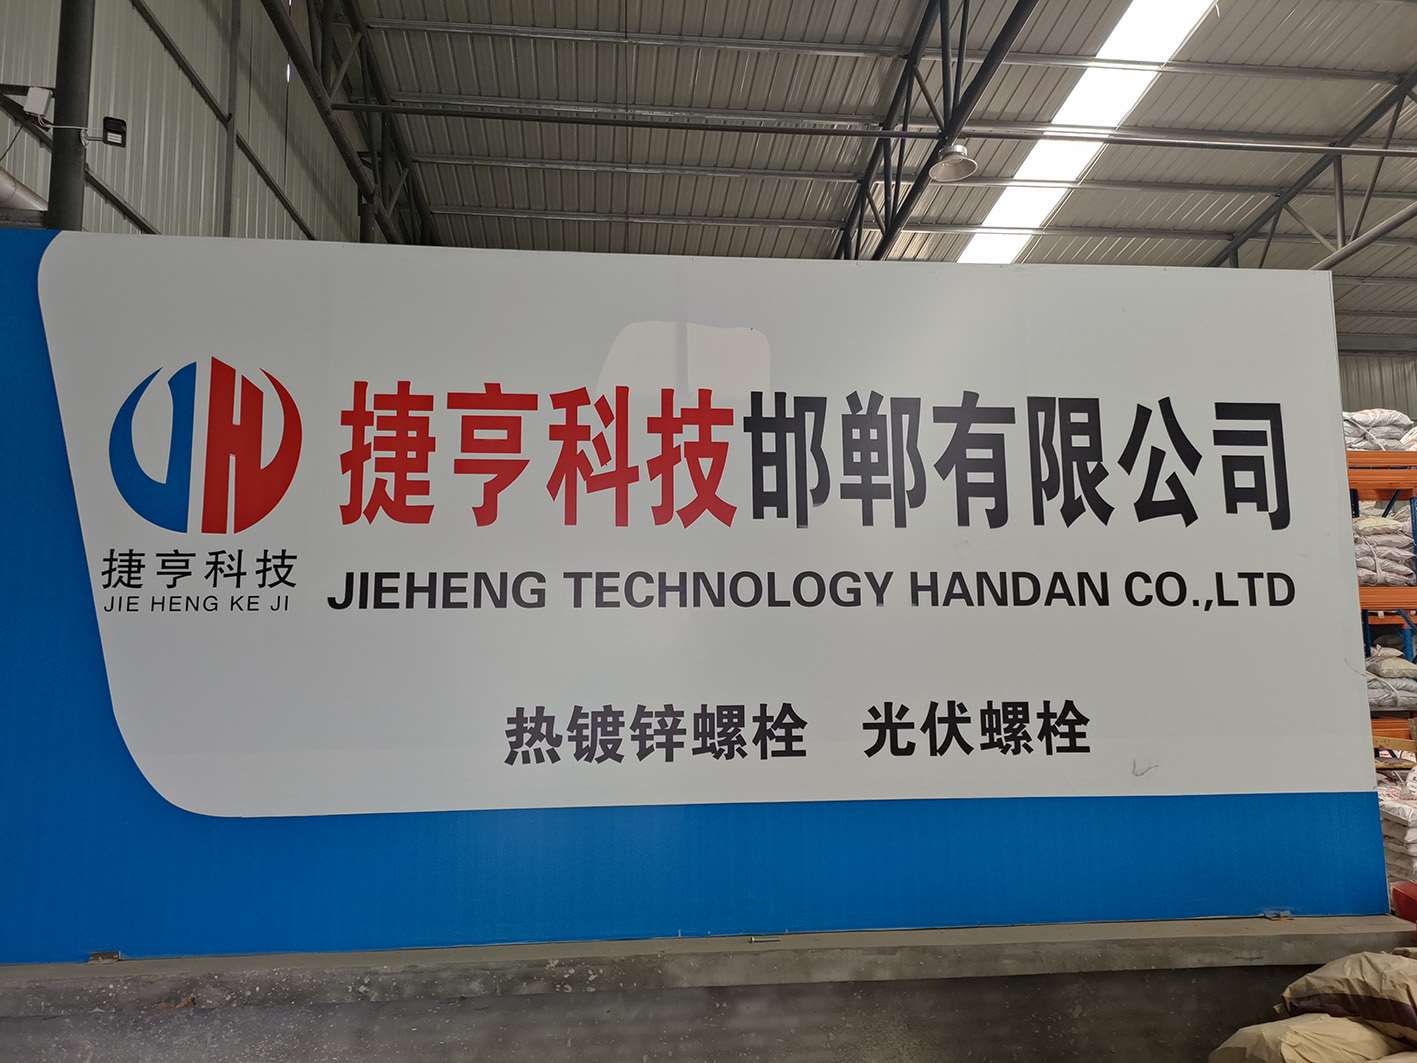 捷亨科技邯郸有限公司
捷亨科技
JIE HENG KE JI
JIEHENG TECHNOLOGY HANDAN CO.,LTD
热镀锌螺栓 光伏螺栓